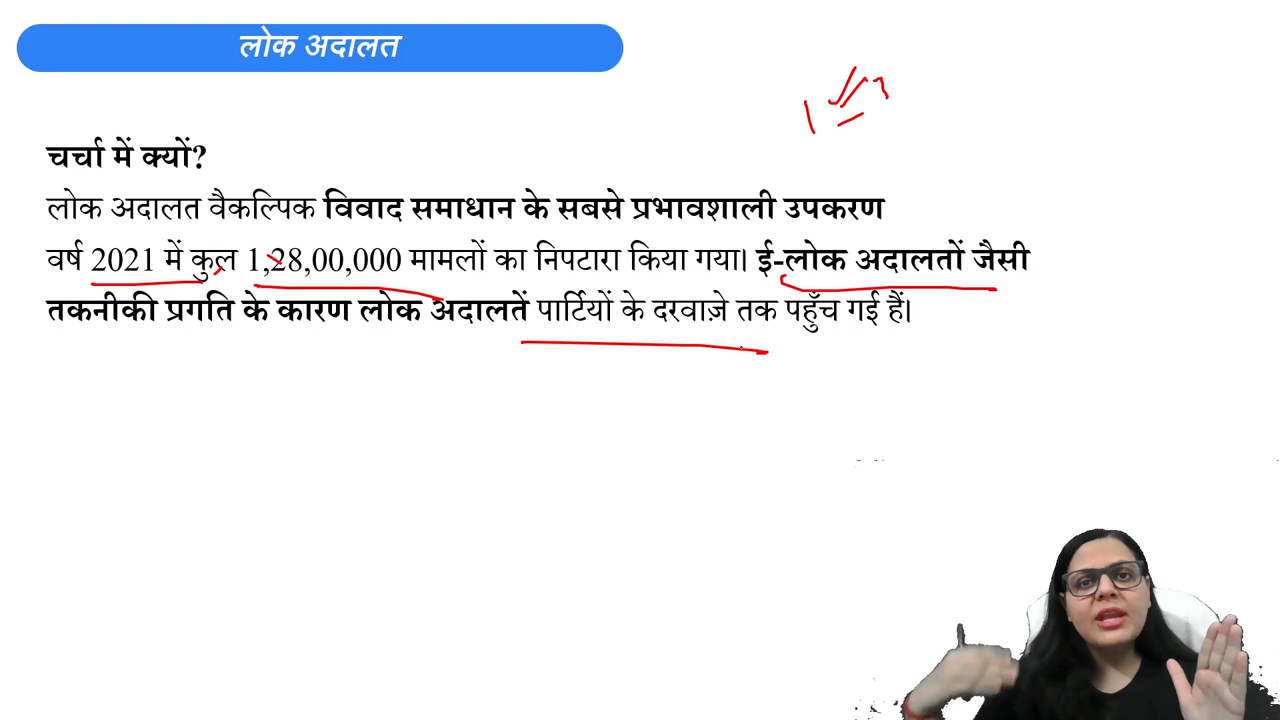 लोक अदालत
चर्चा में क्यों?
लोक अदालत वैकल्पिक विवाद समाधान के सबसे प्रभावशाली उपकरण
वर्ष 2021 में कुल 1,28,00,000 मामलों का निपटारा किया गया। ई-लोक अदालतों जैसी
तकनीकी प्रगति के कारण लोक अदालतें पार्टियों के दरवाज़े तक पहुँच गई हैं।